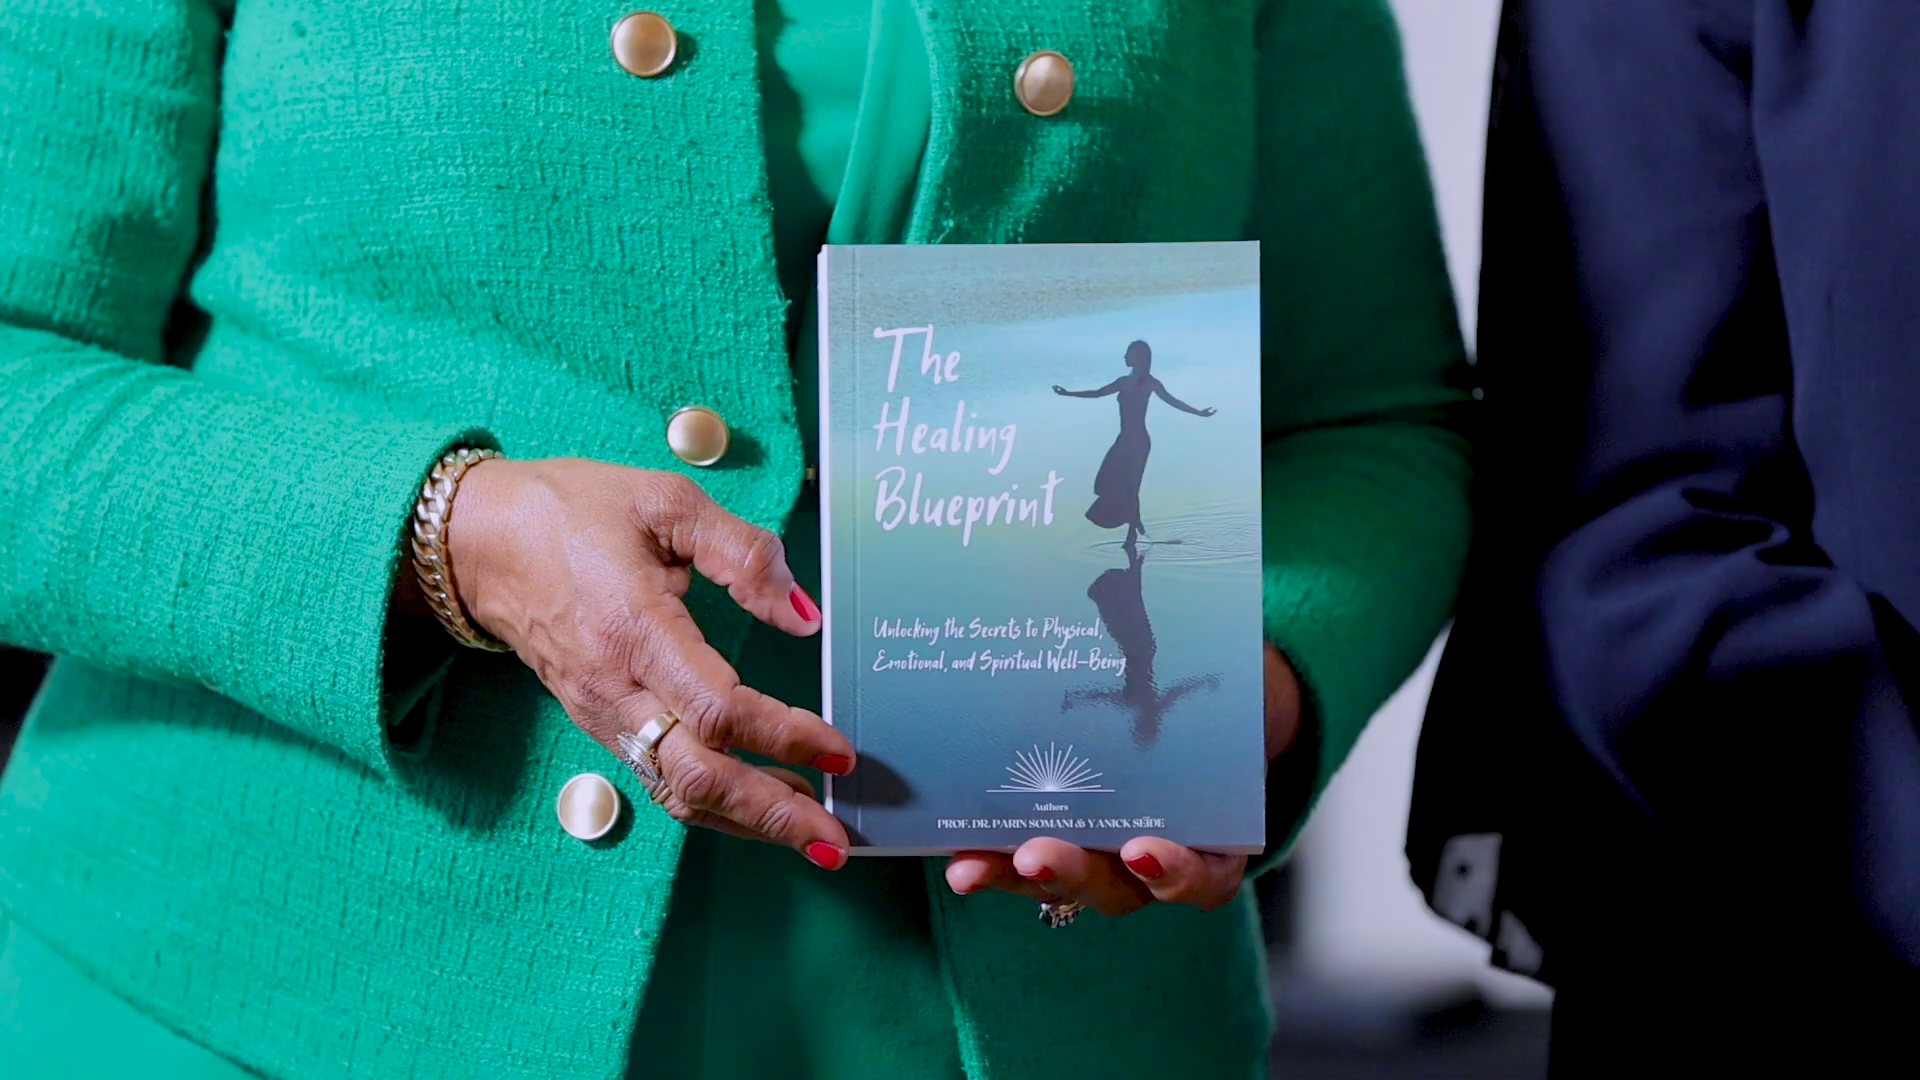 The
Healing
Blueprint
Unlocking the Secrets to Physical,
Emotional, and Spiritual Well-Being
Authors
PROF. DR. PARIN SOMANI & YANICK SEÏDE